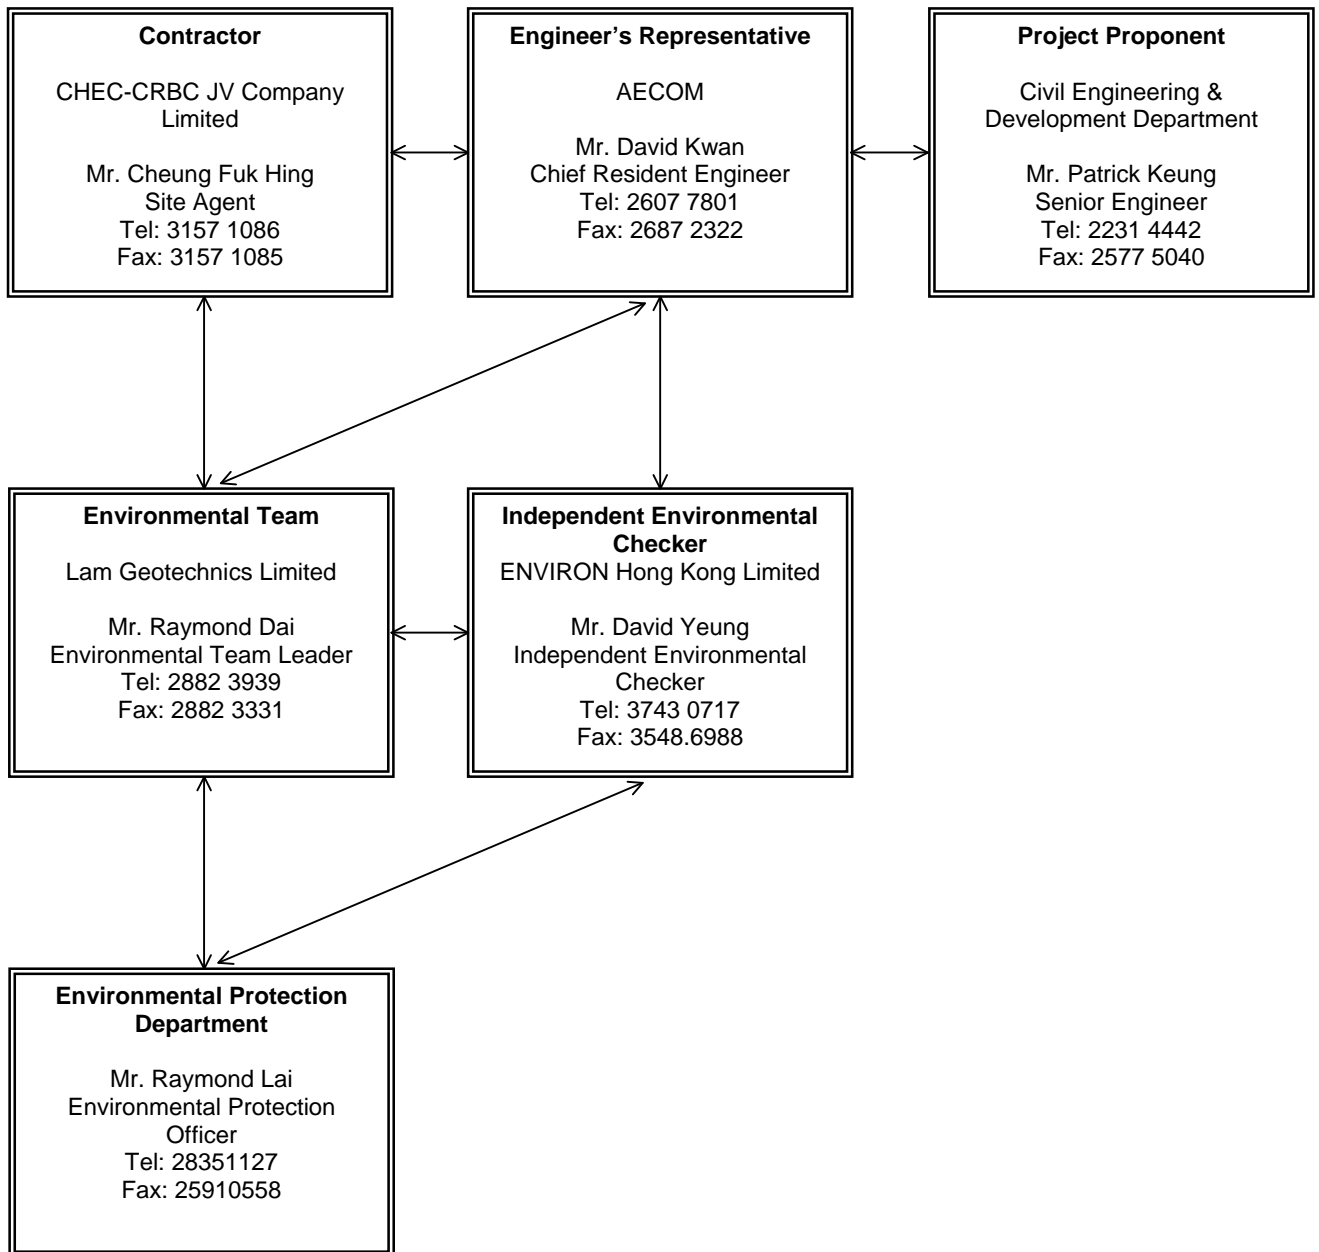 Contractor
CHEC-CRBC JV Company
Limited
Mr. Cheung Fuk Hing
Site Agent
Tel: 3157 1086
Fax: 3157 1085
Engineer’s Representative
AECOM
Mr. David Kwan
Chief Resident Engineer
Tel: 2607 7801
Fax: 2687 2322
Project Proponent
Civil Engineering &
Development Department
Mr. Patrick Keung
Senior Engineer
Tel: 2231 4442
Fax: 2577 5040
Environmental Team
Lam Geotechnics Limited
Mr. Raymond Dai
Environmental Team Leader
Tel: 2882 3939
Fax: 2882 3331
Independent Environmental
Checker
ENVIRON Hong Kong Limited
Mr. David Yeung
Independent Environmental
Checker
Tel: 3743 0717
Fax: 3548.6988
Environmental Protection
Department
Mr. Raymond Lai
Environmental Protection
Officer
Tel: 28351127
Fax: 25910558